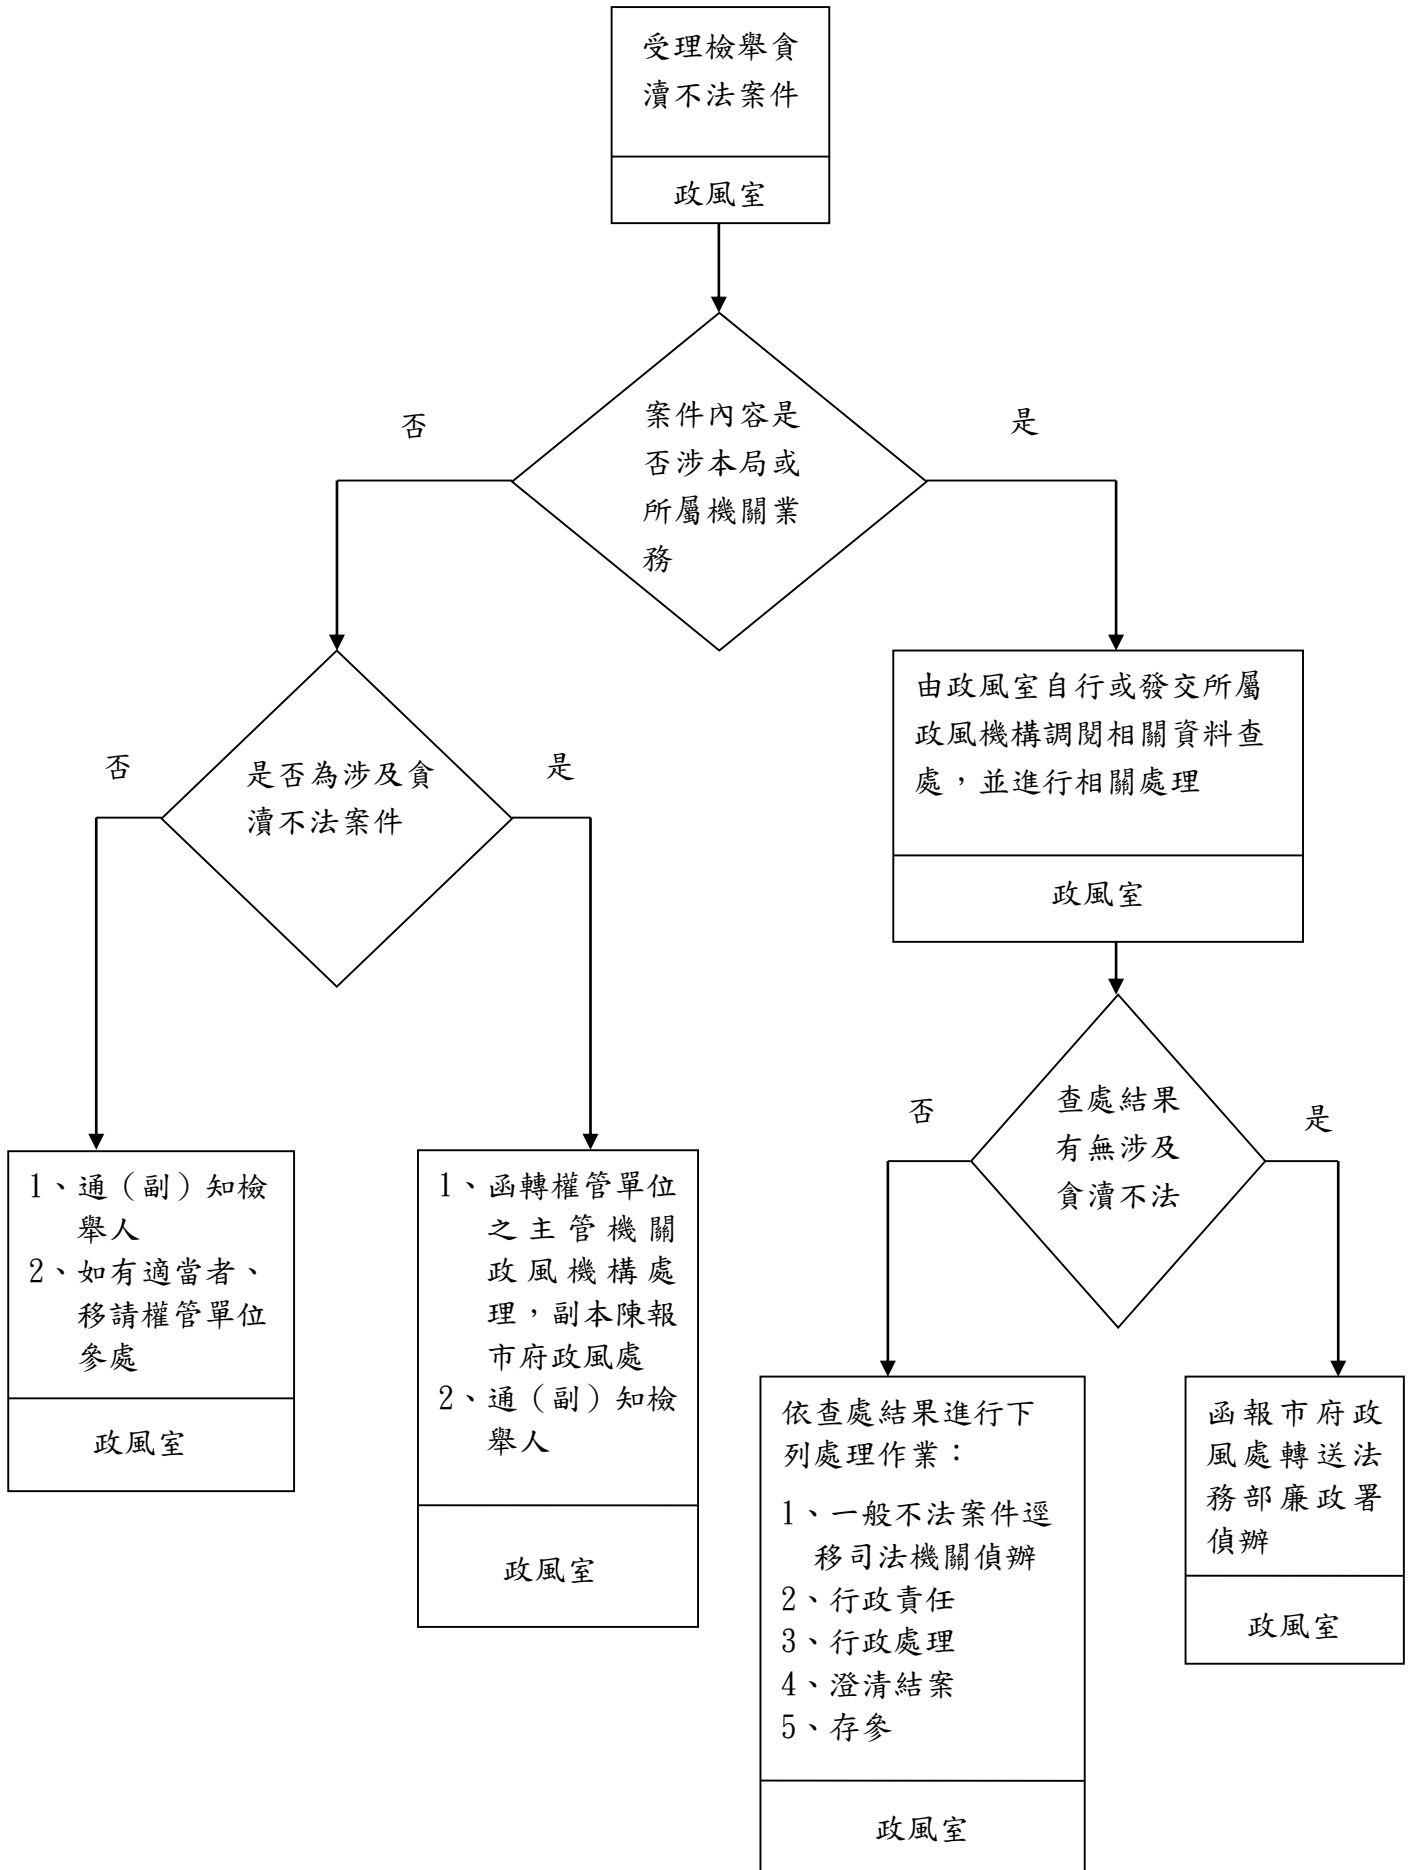 受理檢舉貪
瀆不法案件
政風室
案件內容是
否涉本局或
所屬機關業
務
否
是
是否為涉及貪
瀆不法案件
否
是
由政風室自行或發交所屬
政風機構調閱相關資料查
處，並進行相關處理
政風室
查處結果
有無涉及
貪瀆不法
否
是
1、通（副）知檢
舉人
2、如有適當者、
移請權管單位
參處
政風室
1、函轉權管單位
之主管機關
政風機構處
理，副本陳報
市府政風處
2、通（副）知檢
舉人
政風室
依查處結果進行下
列處理作業：
1、一般不法案件逕
移司法機關偵辦
2、行政責任
3、行政處理
4、澄清結案
5、存參
政風室
函報市府政
風處轉送法
務部廉政署
偵辦
政風室